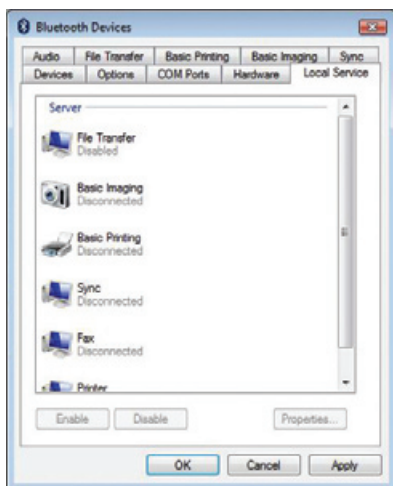 Bluetooth Devices
Audio File Transfer Basic Printing Basic Imaging Sync
Devices Options COM Ports Hardware Local Service
Server
File Transfer
Disabled
Basic Imaging
Disconnected
Basic Printing
Disconnected
Sync
Disconnected
Fax
Disconnected
Printer
Enable Disable Properties...
OK Cancel Apply